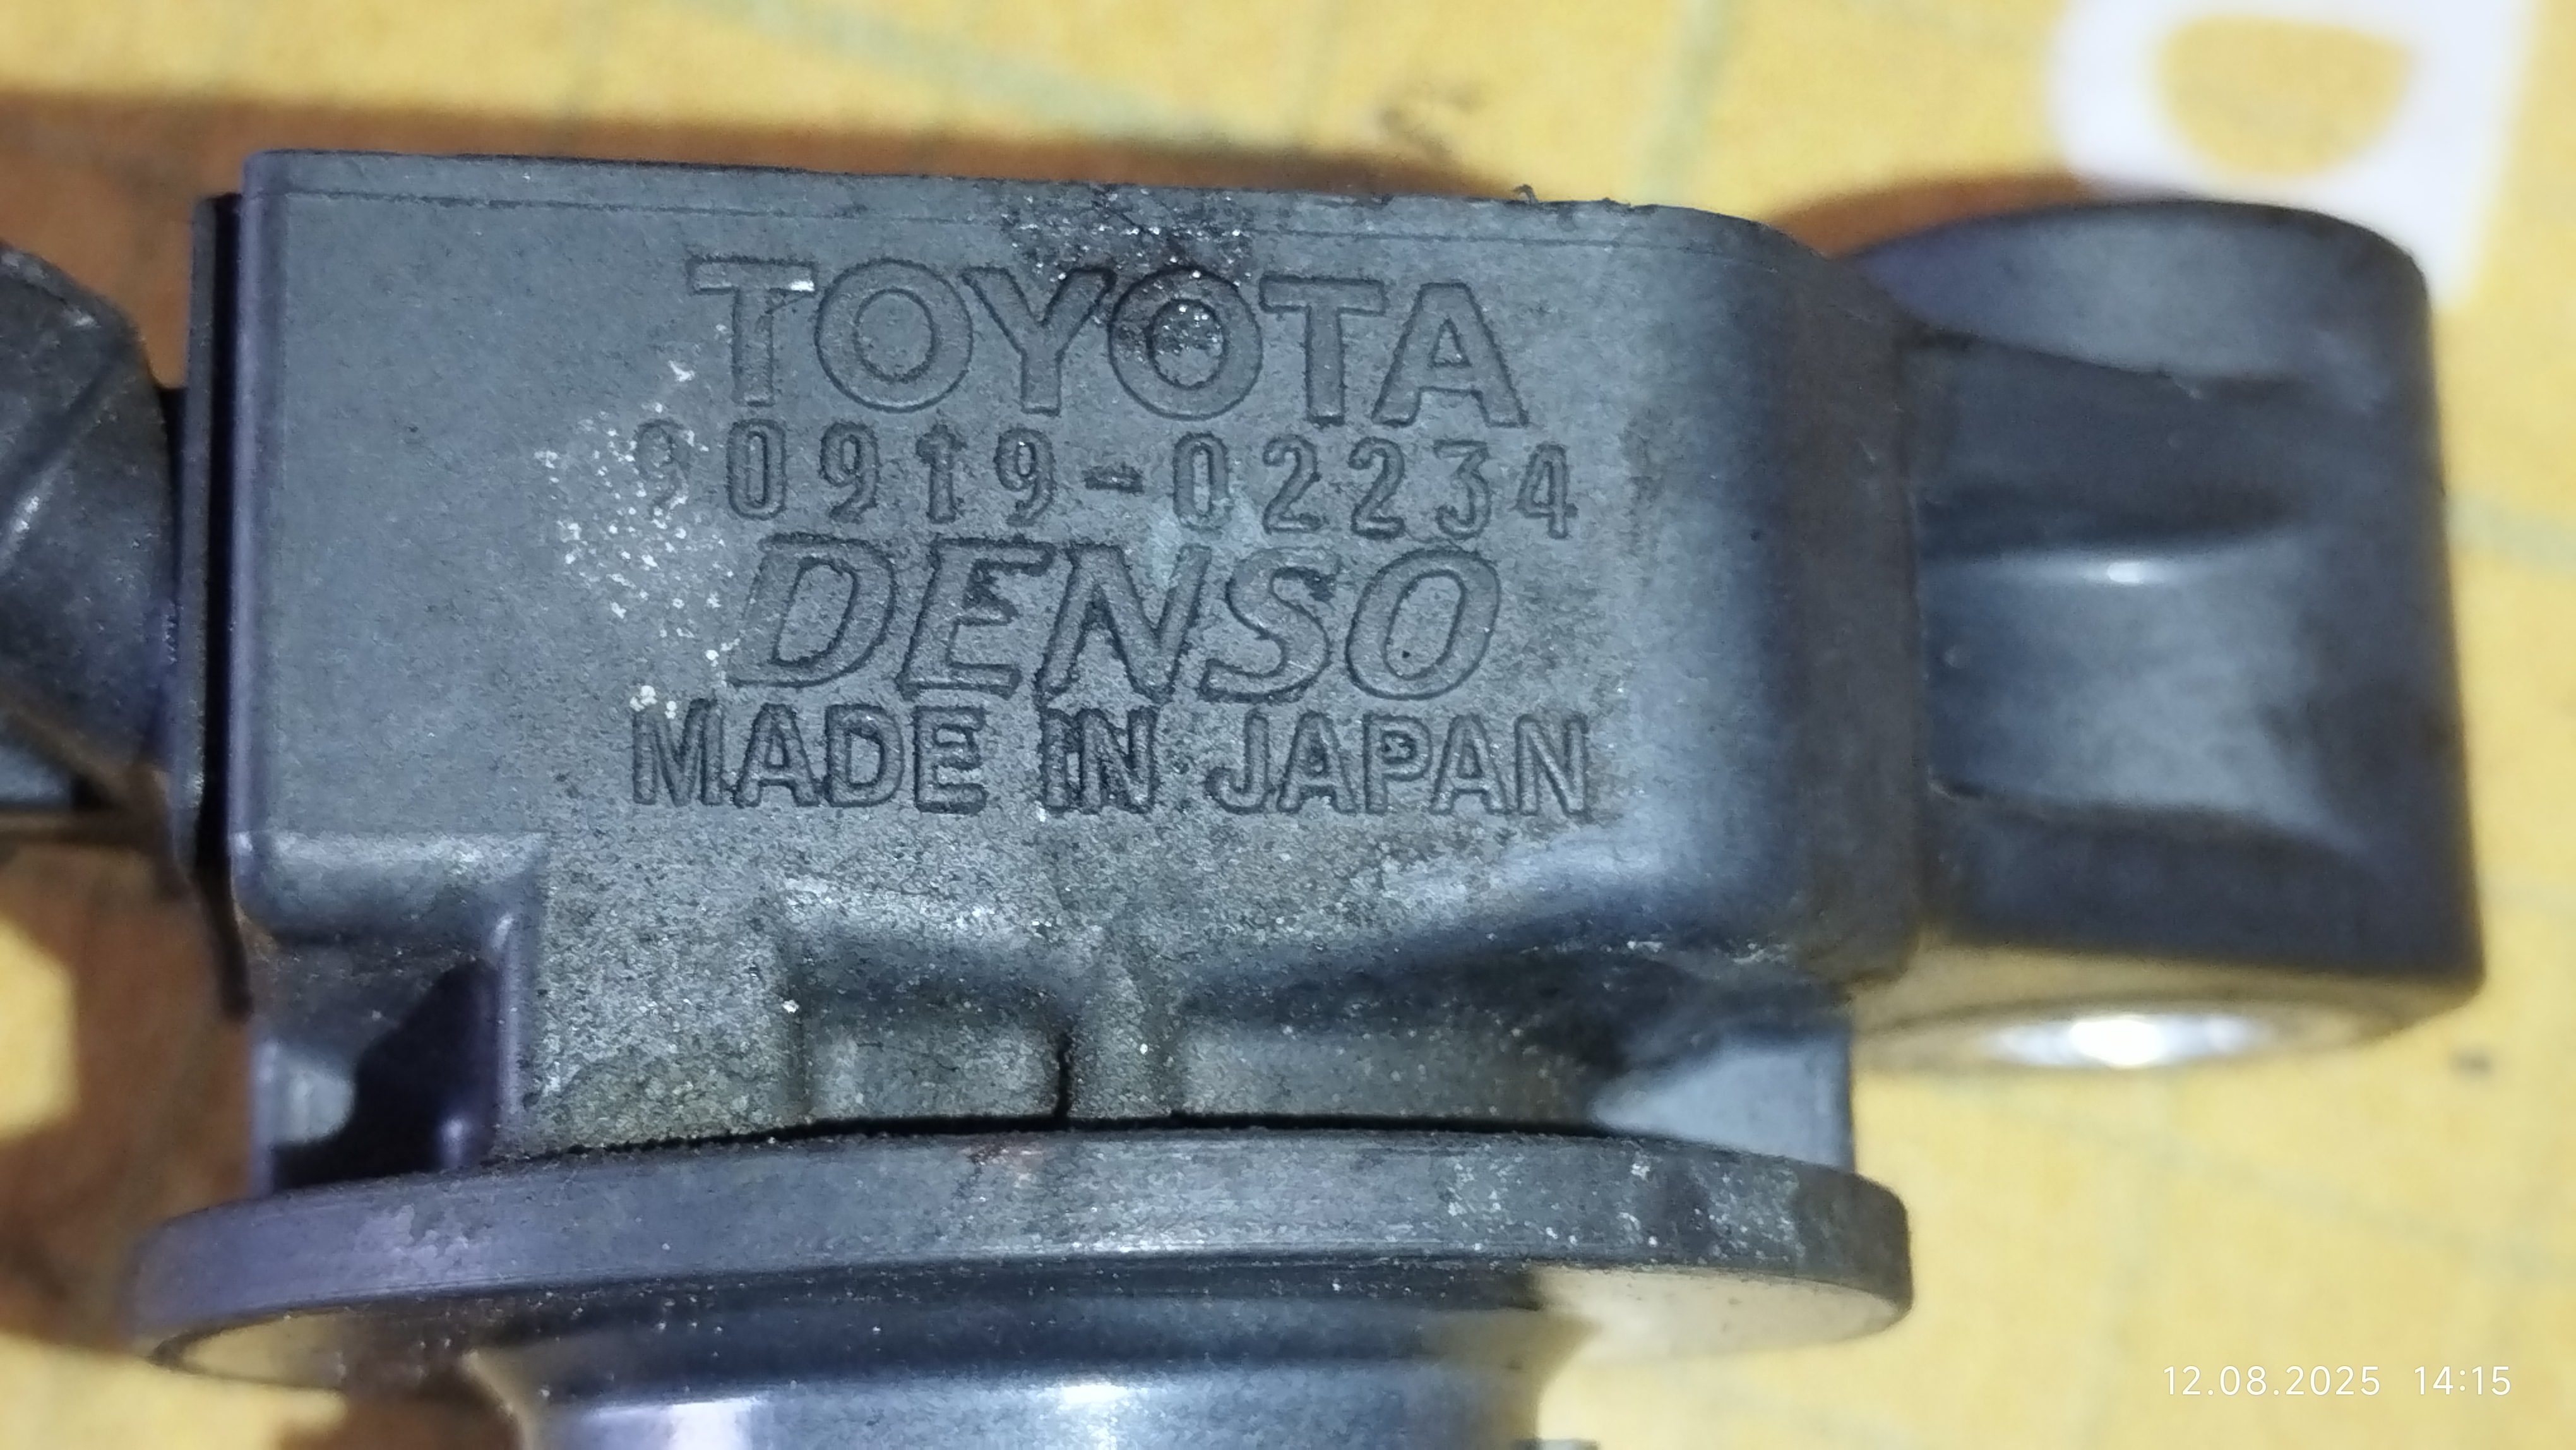 TOYOTA
90919-02234
DENSO
MADE IN JAPAN
12.08.2025 14:15